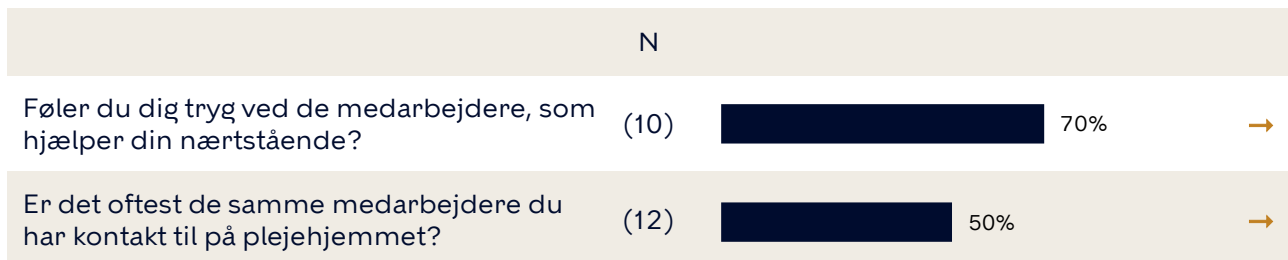 N
Føler du dig tryg ved de medarbejdere, som
hjælper din nærtstående?
(10)
70%
→
Er det oftest de samme medarbejdere du
har kontakt til på plejehjemmet?
(12)
50%
→